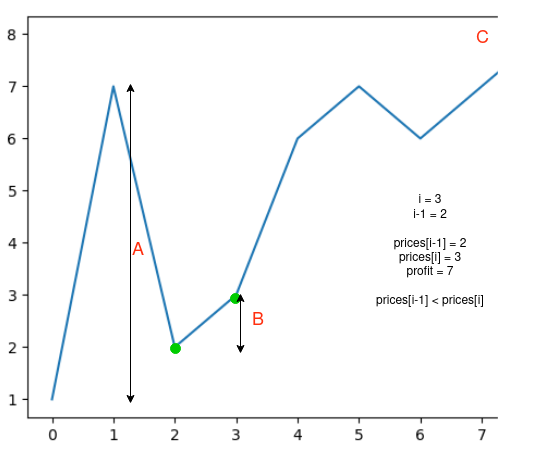 8
C
7
6
5
i = 3
i-1 = 2
4
A
prices[i-1] = 2
prices[i] = 3
profit = 7
3
B
prices[i-1] < prices[i]
2
1
0 1 2 3 4 5 6 7